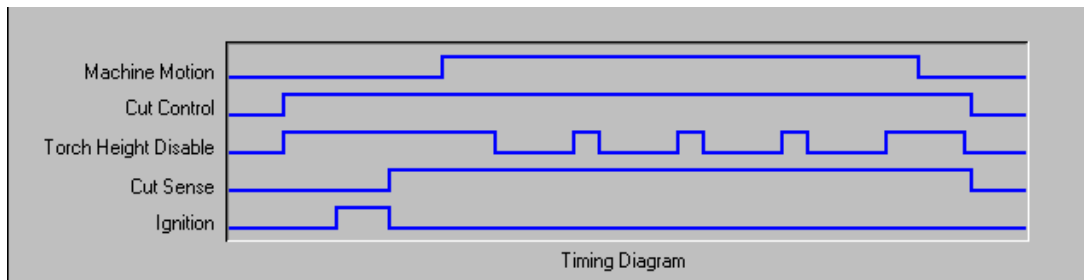 Machine Motion
Cut Control
Torch Height Disable
Cut Sense
Ignition
Timing Diagram